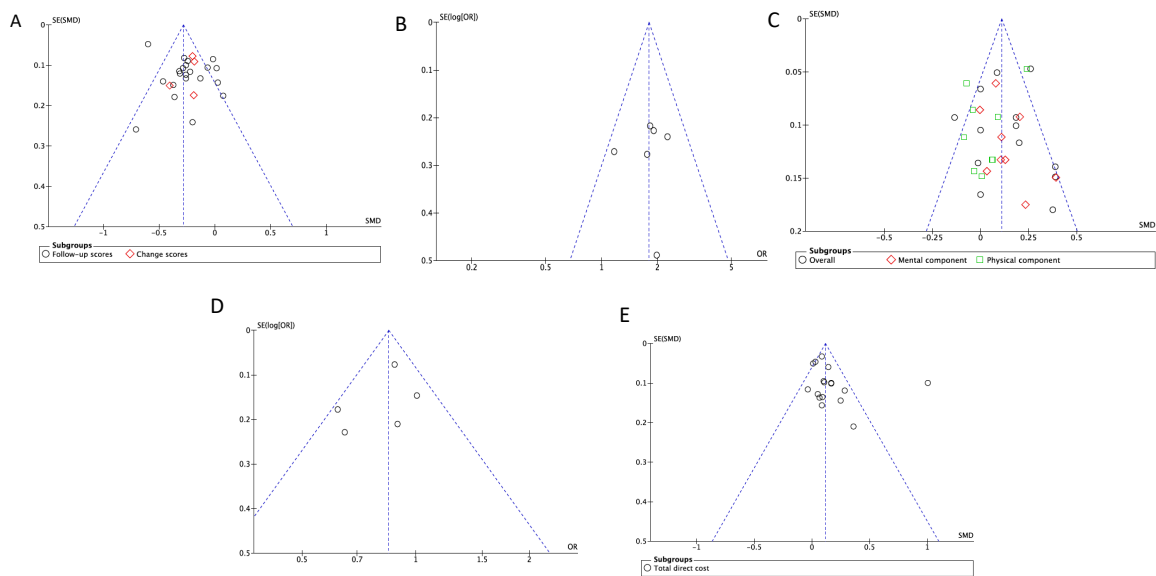 A
SE(SMD)
0
0.1
0.2
0.3
0.4
0.5
-1
-0.5
0
0.5
1
SMD
Subgroups
Follow-up scores
Change scores
B
SE(log[OR])
0
0.1
0.2
0.3
0.4
0.5
0.2
0.5
1
2
5
OR
C
SE(SMD)
0
0.05
0.1
0.15
0.2
-0.5
-0.25
0
0.25
0.5
SMD
Subgroups
Overall
Mental component
Physical component
D
SE(log[OR])
0
0.1
0.2
0.3
0.4
0.5
0.5
0.7
1
1.5
2
OR
E
SE(SMD)
0
0.1
0.2
0.3
0.4
0.5
-1
-0.5
0
0.5
1
SMD
Subgroups
Total direct cost